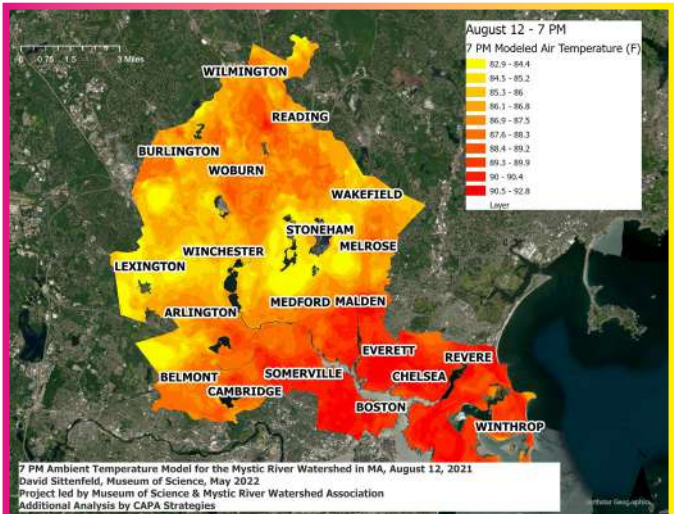 August 12 - 7 PM
7 PM Modeled Air Temperature (F)
82.9 - 84.4
84.5 - 85.2
85.3 - 86
86.1 - 86.8
86.9 - 87.5
87.6 - 88.3
88.4 - 89.2
89.3 - 89.9
90 - 90.4
90.5 - 92.8
Layer
0 0.75 1.5 3 Miles
WILMINGTON
READING
BURLINGTON
WOBURN
WAKEFIELD
STONEHAM
WINCHESTER
MELROSE
LEXINGTON
ARLINGTON
MEDFORD
MALDEN
EVERETT
REVERE
BELMONT
SOMERVILLE
CHELSEA
CAMBRIDGE
BOSTON
WINTHROP
7 PM Ambient Temperature Model for the Mystic River Watershed in MA, August 12, 2021
David Sittenfeld, Museum of Science, May 2022
Project led by Museum of Science & Mystic River Watershed Association
Additional Analysis by CAPA Strategies
Earthstar Geographics